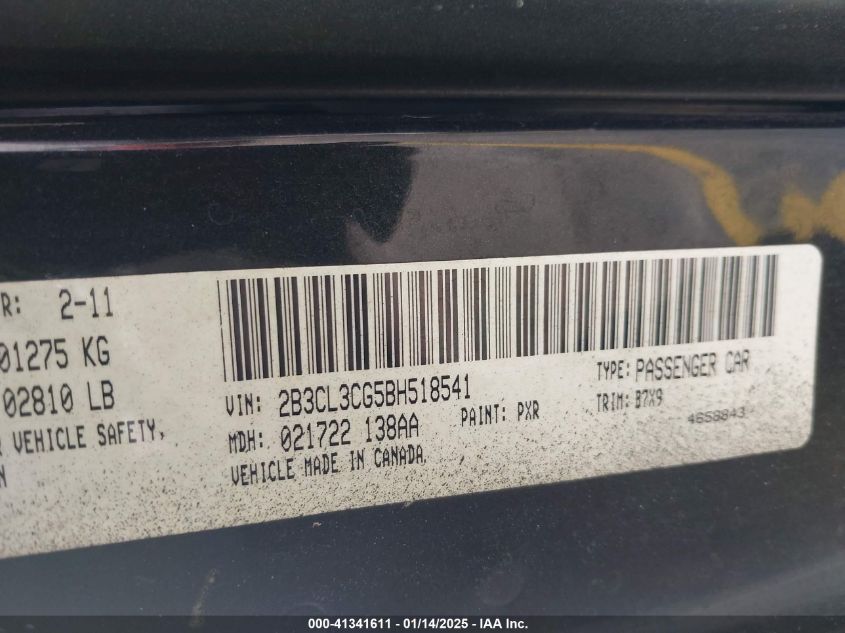 R: 2-11
01275 KG
02810 LB
VEHICLE SAFETY,
N
VIN: 2B3CL3CG5BH518541
TYPE: PASSENGER CAR
MDH: 021722 138AA
PAINT: PXR
TRIM: B7X9
4658843
VEHICLE MADE IN CANADA
000-41341611 - 01/14/2025 - IAA Inc.